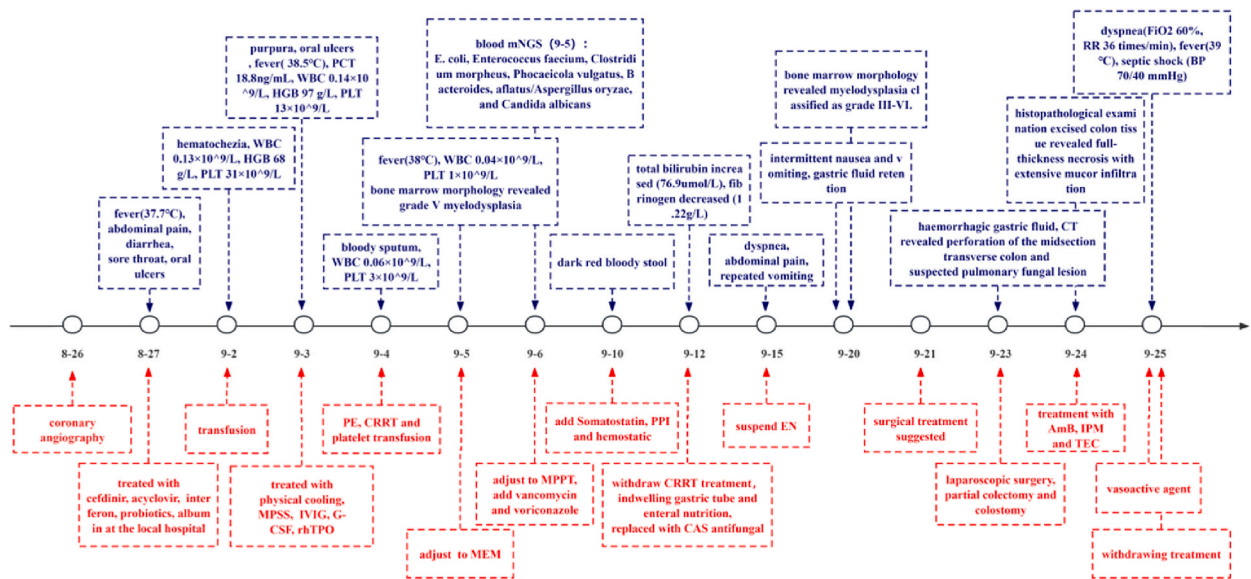 fever(37.7℃),
abdominal pain,
diarrhea,
sore throat, oral
ulcers
hematochezia, WBC
0.13×10^9/L, HGB 68
g/L, PLT 31×10^9/L
purpura, oral ulcers
, fever( 38.5℃), PCT
18.8ng/mL, WBC 0.14×10
^9/L, HGB 97 g/L, PLT
13×10^9/L
bloody sputum,
WBC 0.06×10^9/L,
PLT 3×10^9/L
fever(38℃), WBC 0.04×10^9/L,
PLT 1×10^9/L
bone marrow morphology revealed
grade V myelodysplasia
blood mNGS（9-5）:
E. coli, Enterococcus faecium, Clostridi
um morpheus, Phocaeicola vulgatus, B
acteroides, aflatus/Aspergillus oryzae,
and Candida albicans
dark red bloody stool
total bilirubin increa
sed (76.9umol/L), fib
rinogen decreased (1
.22g/L)
dyspnea,
abdominal pain,
repeated vomiting
bone marrow morphology
revealed myelodysplasia cl
assified as grade III-VI.
intermittent nausea and v
omiting, gastric fluid reten
tion
haemorrhagic gastric fluid, CT
revealed perforation of the midsection
transverse colon and
suspected pulmonary fungal lesion
histopathological exami
nation excised colon tiss
ue revealed full-
thickness necrosis with
extensive mucor infiltra
tion
dyspnea(FiO2 60%,
RR 36 times/min), fever(39
℃), septic shock (BP
70/40 mmHg)
8-26
8-27
9-2
9-3
9-4
9-5
9-6
9-10
9-12
9-15
9-20
9-21
9-23
9-24
9-25
coronary
angiography
treated with
cefdinir, acyclovir, inter
feron, probiotics, album
in at the local hospital
transfusion
treated with
physical cooling,
MPSS, IVIG, G-
CSF, rhTPO
PE, CRRT and
platelet transfusion
adjust to MEM
adjust to MPPT,
add vancomycin
and voriconazole
add Somatostatin, PPI
and hemostatic
withdraw CRRT treatment,
indwelling gastric tube and
enteral nutrition,
replaced with CAS antifungal
suspend EN
surgical treatment
suggested
laparoscopic surgery,
partial colectomy and
colostomy
treatment with
AmB, IPM
and TEC
vasoactive agent
withdrawing treatment